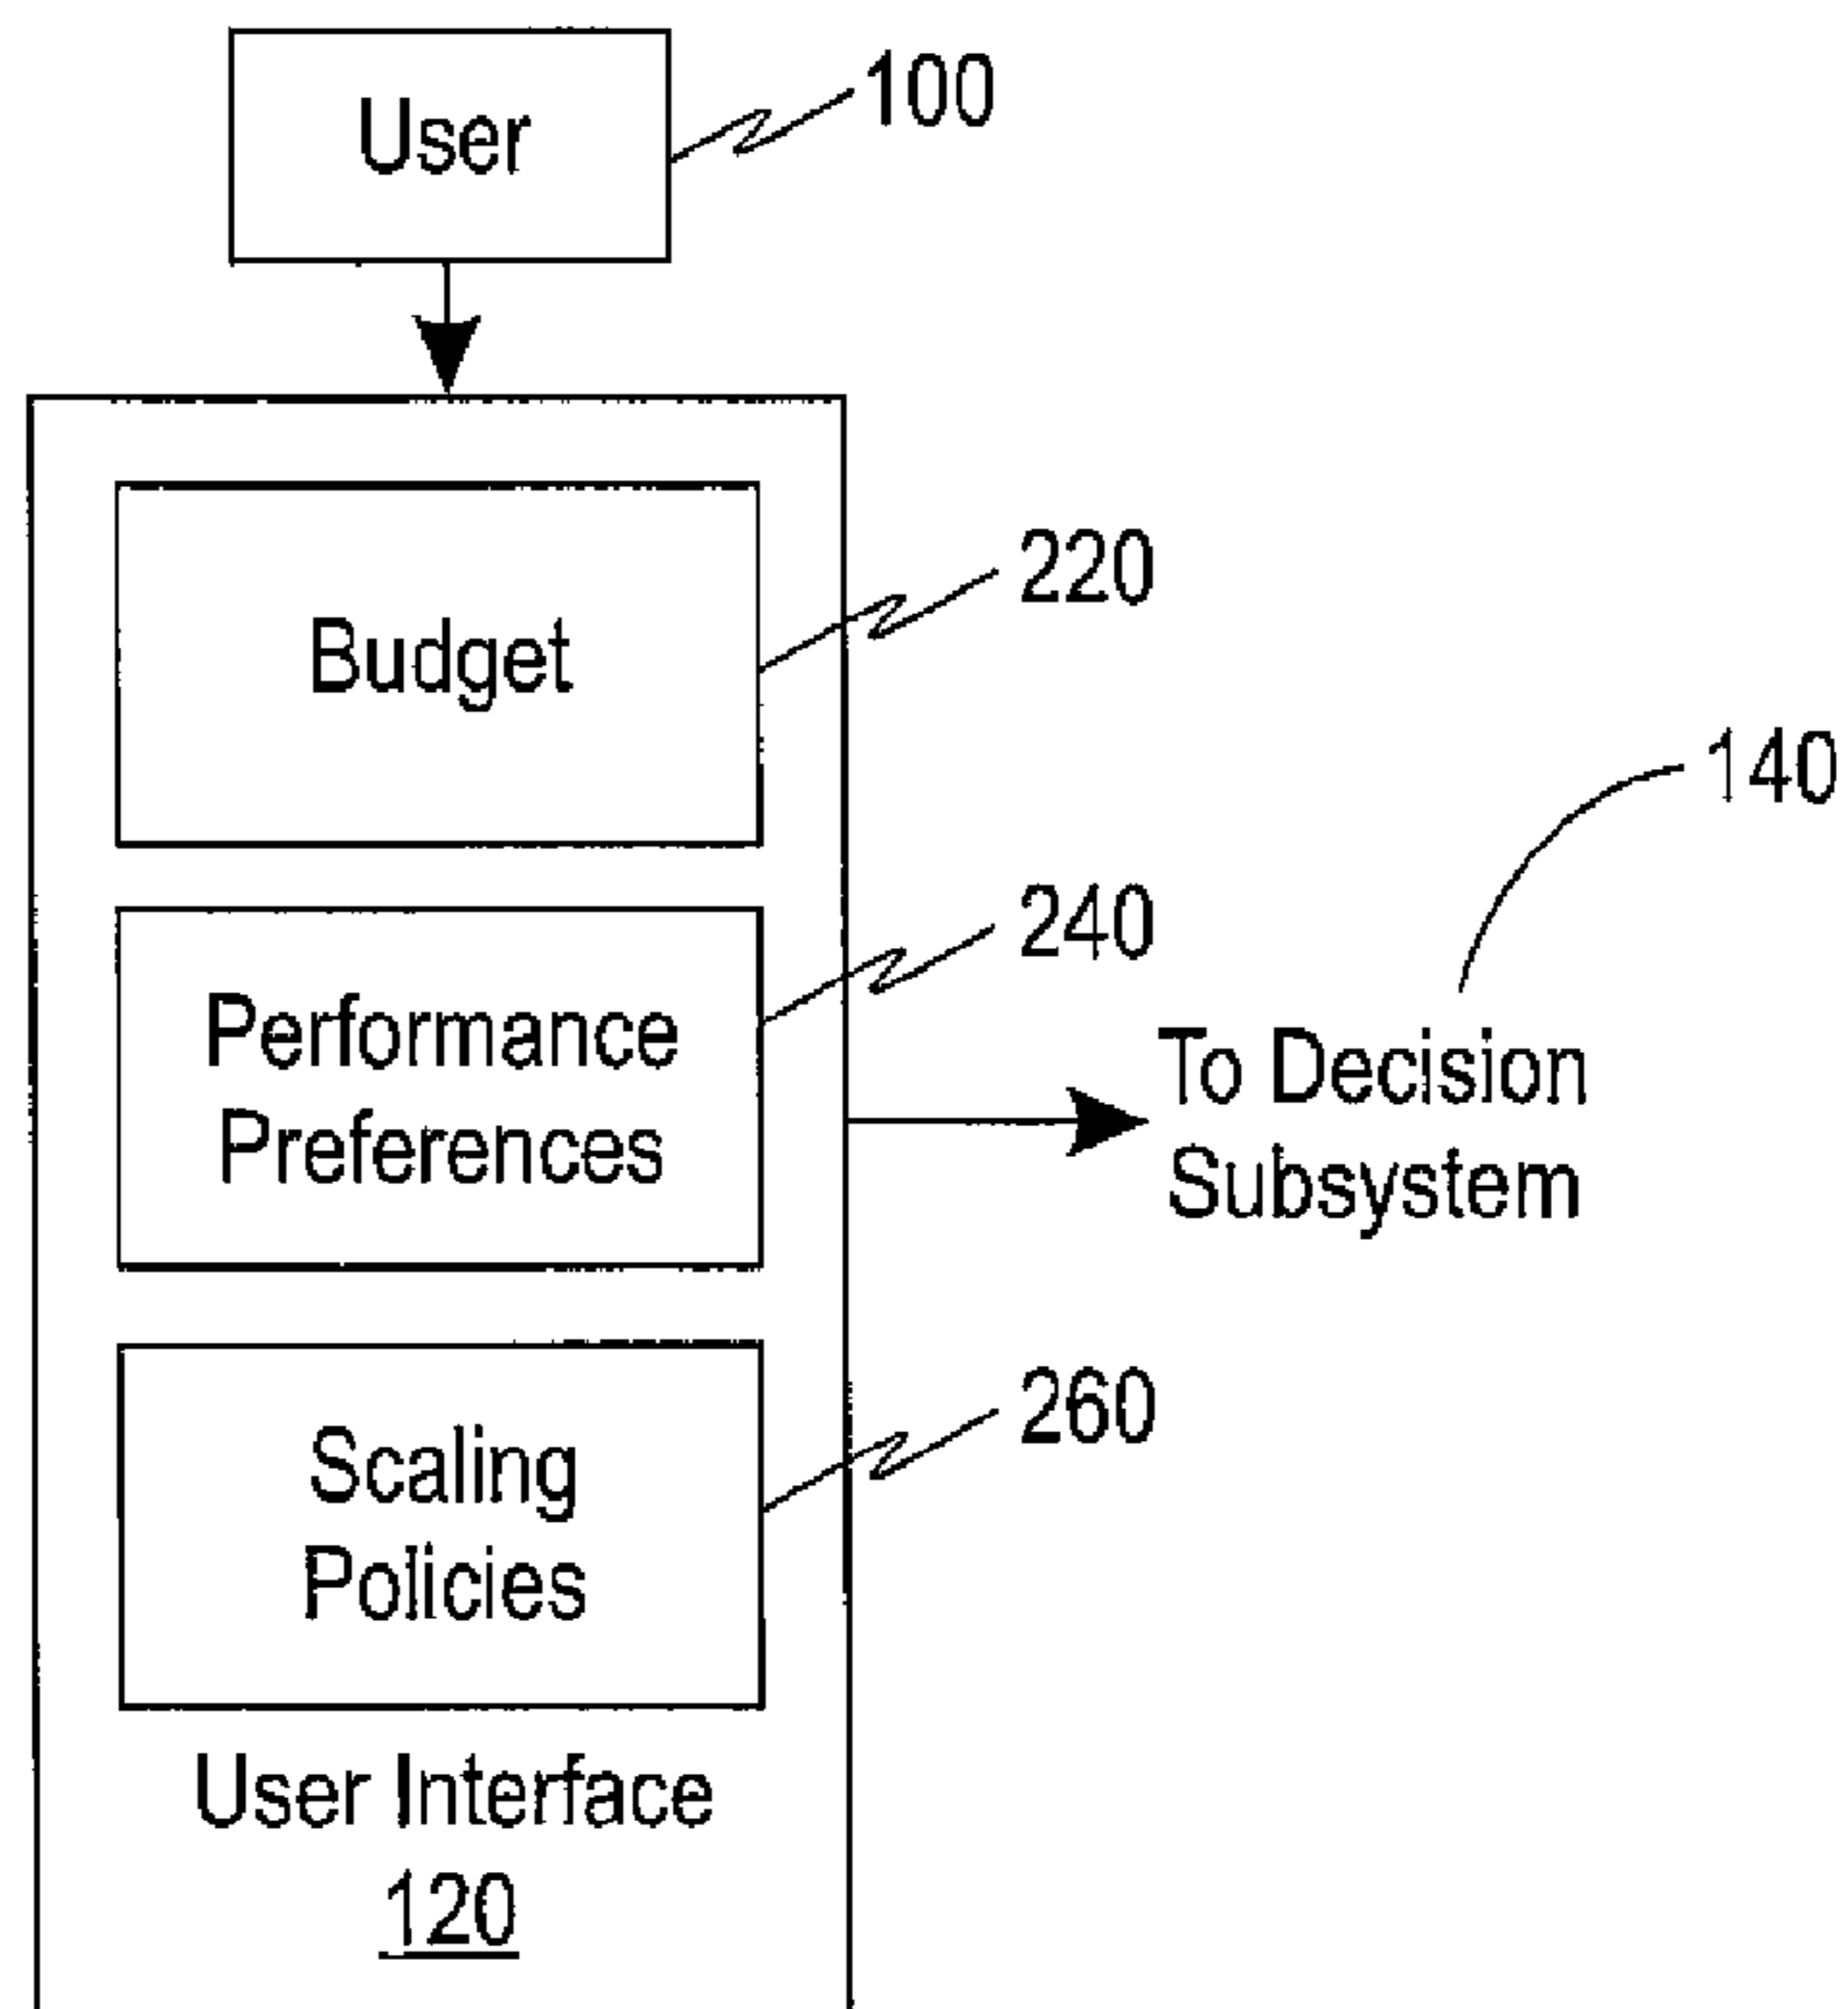 User
100
Budget
220
Performance
Preferences
240
140
To Decision
Subsystem
Scaling
Policies
260
User Interface
120